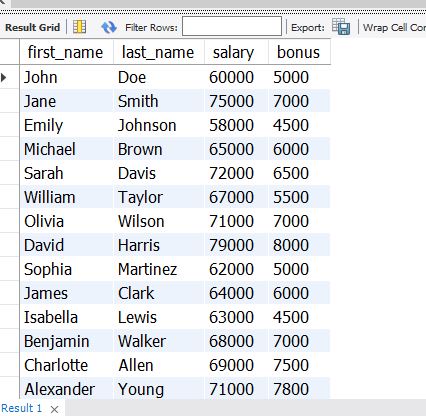 Result Grid Filter Rows: Export: Wrap Cell Con
first_name last_name salary bonus
John Doe 60000 5000
Jane Smith 75000 7000
Emily Johnson 58000 4500
Michael Brown 65000 6000
Sarah Davis 72000 6500
William Taylor 67000 5500
Olivia Wilson 71000 7000
David Harris 79000 8000
Sophia Martinez 62000 5000
James Clark 64000 6000
Isabella Lewis 63000 4500
Benjamin Walker 68000 7000
Charlotte Allen 69000 7500
Alexander Young 71000 7800
Result 1